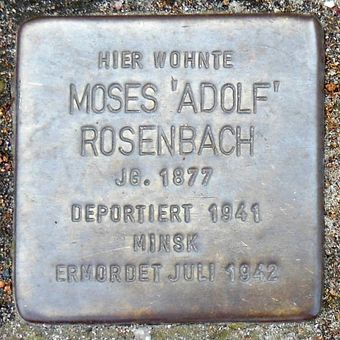 HIER WOHNTE
MOSES 'ADOLF'
ROSENBACH
JG. 1877
DEPORTIERT 1941
MINSK
ERMORDET JULI 1942